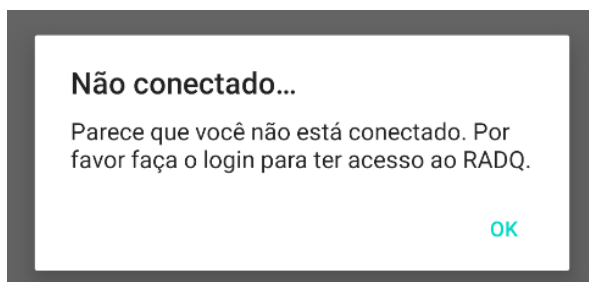 Não conectado...
Parece que você não está conectado. Por
favor faça o login para ter acesso ao RADQ.
OK